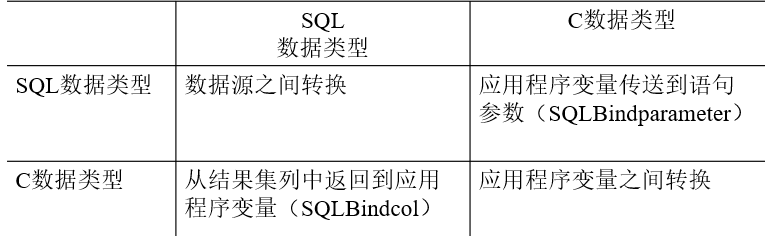 SQL
数据类型
C数据类型
SQL数据类型
数据源之间转换
应用程序变量传送到语句
参数（SQLBindparameter）
C数据类型
从结果集列中返回到应用
程序变量（SQLBindcol）
应用程序变量之间转换